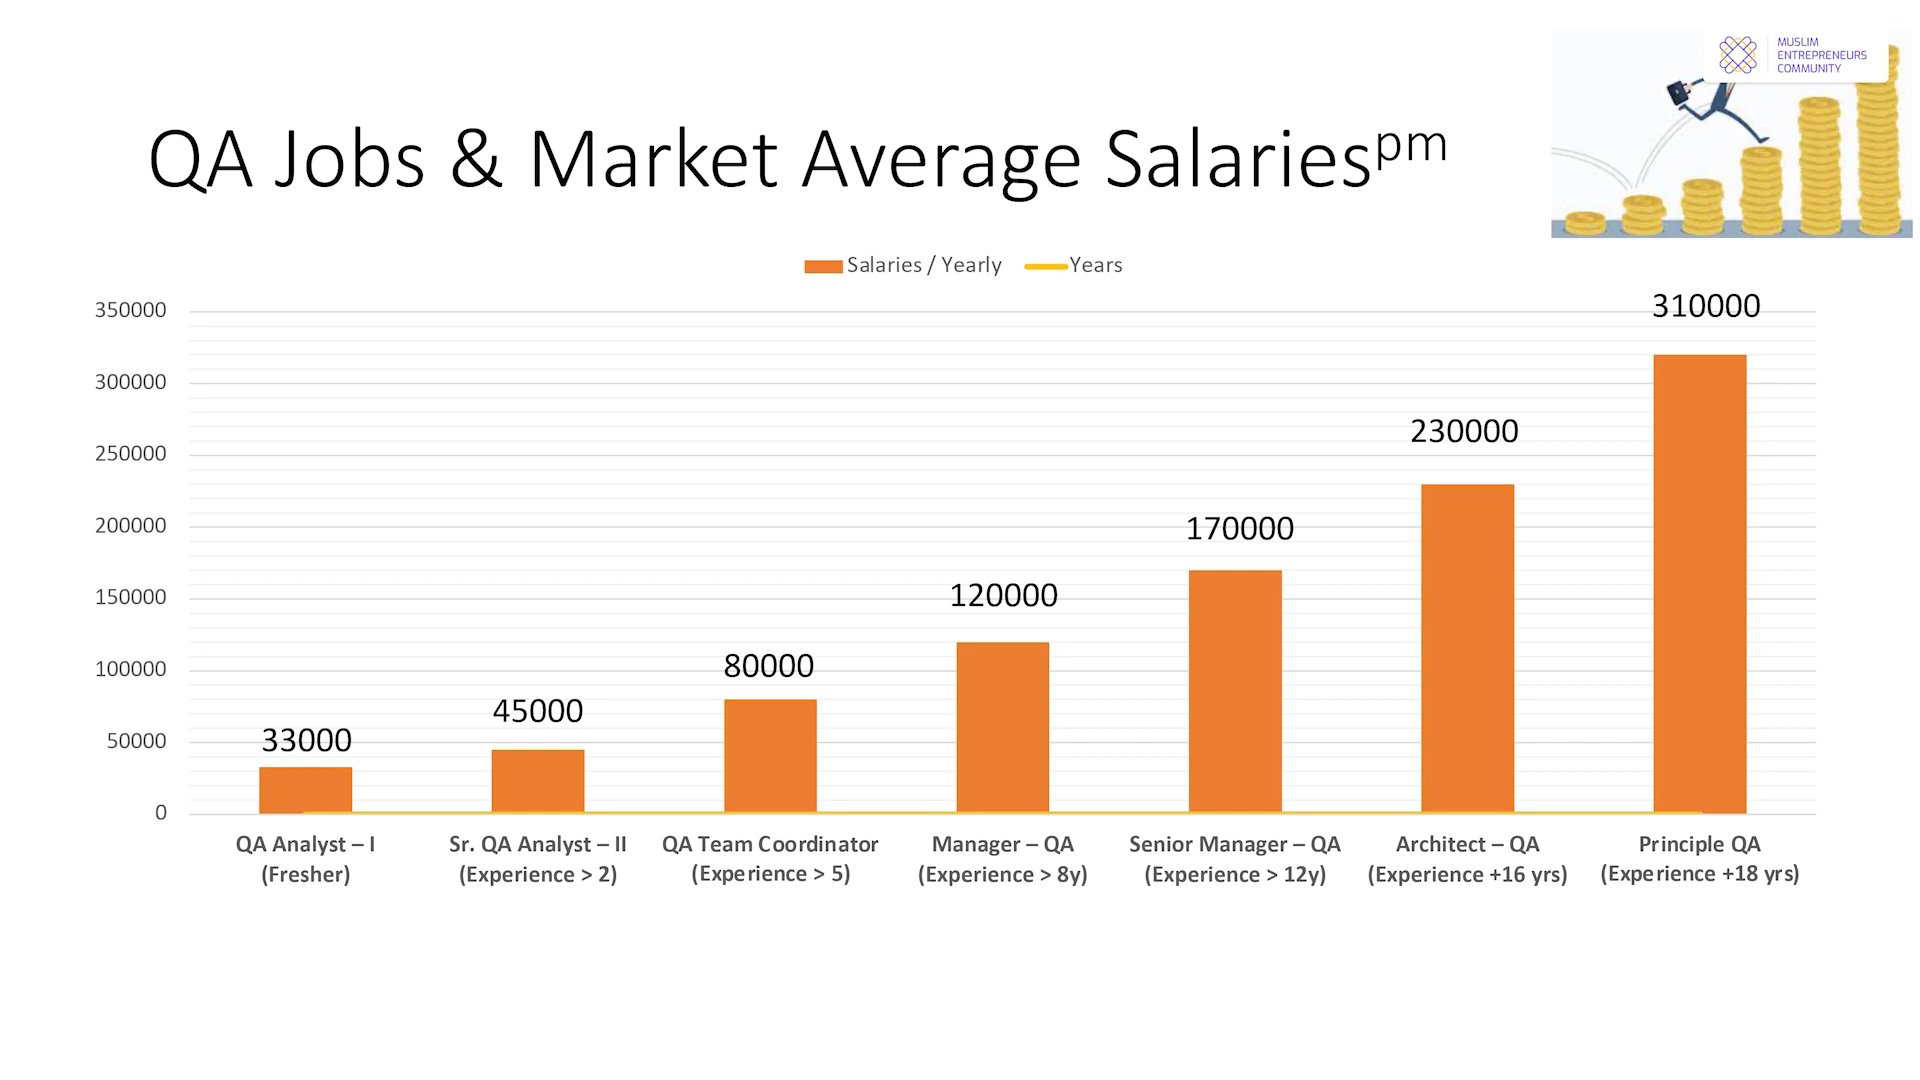 MUSLIM
ENTREPRENEURS
COMMUNITY
QA Jobs & Market Average Salariespm
Salaries / Yearly Years
350000
300000
250000
200000
150000
100000
50000
0
33000
45000
80000
120000
170000
230000
310000
QA Analyst – I
(Fresher)
Sr. QA Analyst – II
(Experience > 2)
QA Team Coordinator
(Experience > 5)
Manager – QA
(Experience > 8y)
Senior Manager – QA
(Experience > 12y)
Architect – QA
(Experience +16 yrs)
Principle QA
(Experience +18 yrs)